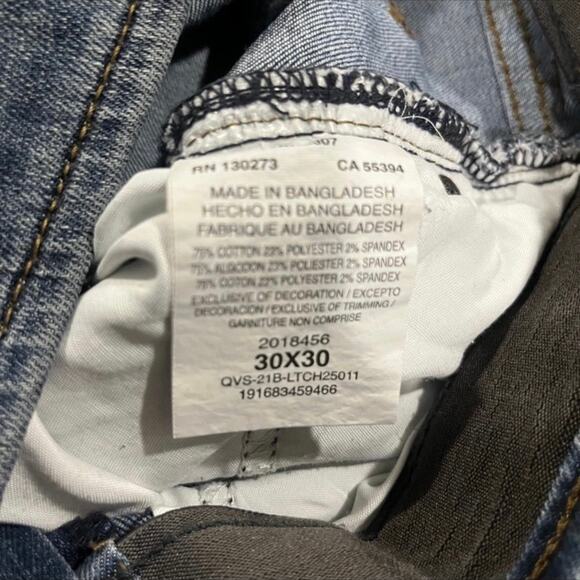 307
RN 130273 CA 55394
MADE IN BANGLADESH
HECHO EN BANGLADESH
FABRIQUE AU BANGLADESH
75% COTTON 23% POLYESTER 2% SPANDEX
75% ALGODON 23% POLIESTER 2% SPANDEX
75% COTON 23% POLYESTER 2% SPANDEX
EXCLUSIVE OF DECORATION / EXCEPTO
DECORACION / EXCLUSIVE OF TRIMMING /
GARNITURE NON COMPRISE
2018456
30X30
QVS-21B-LTCH25011
191683459466